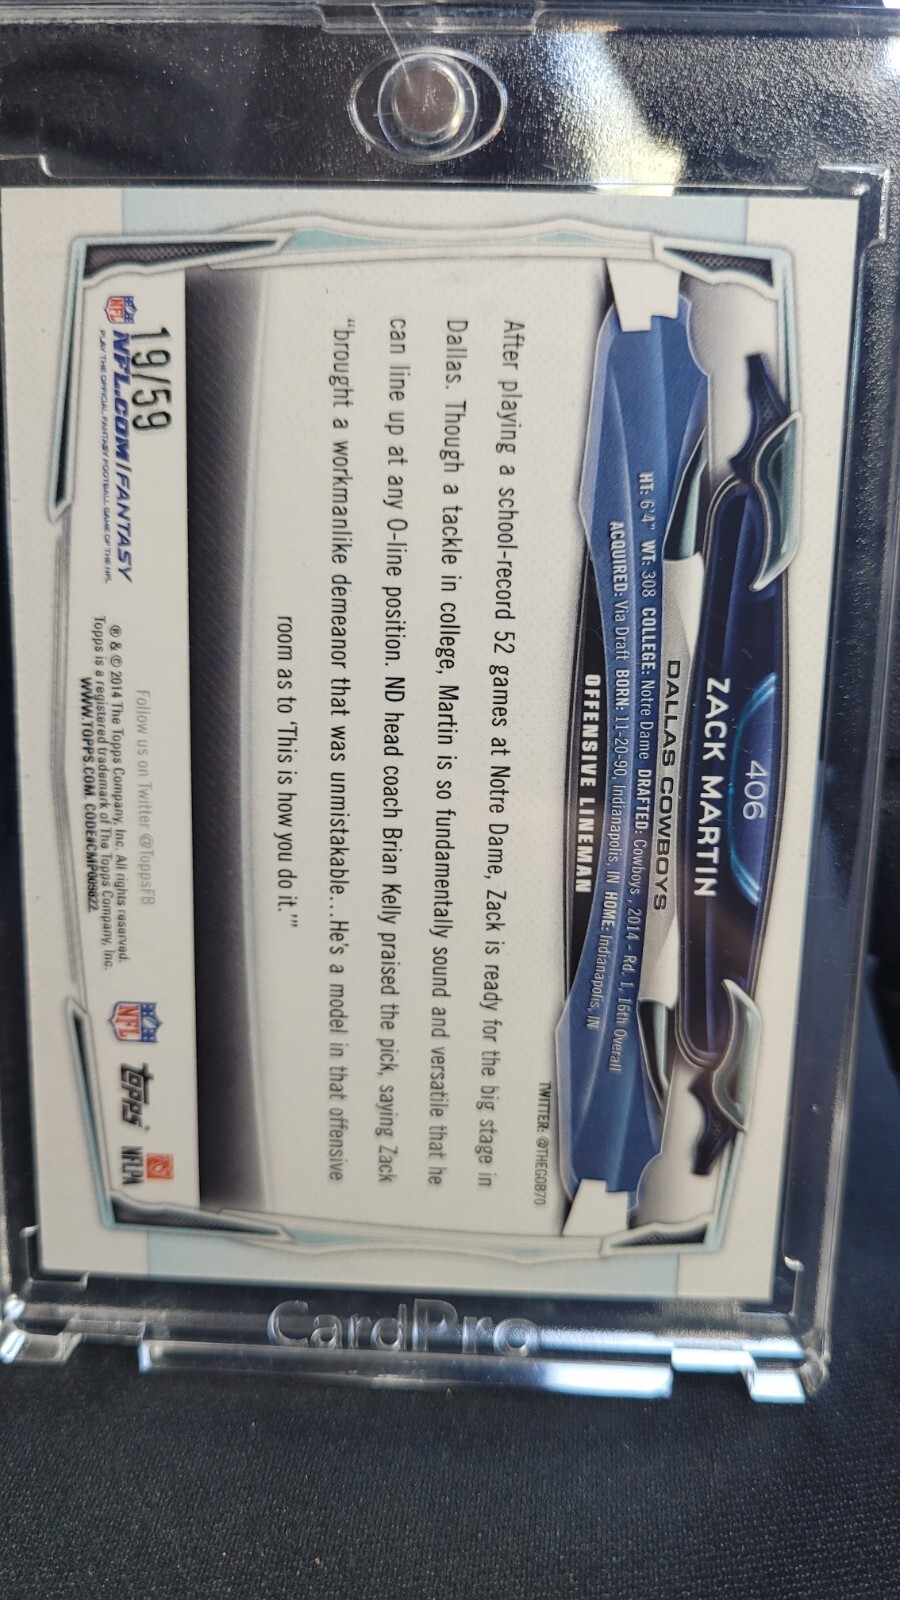 406
ZACK MARTIN
DALLAS COWBOYS
HT: 6'4" WT: 308 COLLEGE: Notre Dame DRAFTED: Cowboys, 2014 - Rd. 1, 16th Overall
ACQUIRED: Via Draft BORN: 11-20-90, Indianapolis, IN HOME: Indianapolis, IN
OFFENSIVE LINEMAN
TWITTER: @THEGOB70
After playing a school-record 52 games at Notre Dame, Zack is ready for the big stage in
Dallas. Though a tackle in college, Martin is so fundamentally sound and versatile that he
can line up at any O-line position. ND head coach Brian Kelly praised the pick, saying Zack
"brought a workmanlike demeanor that was unmistakable...He's a model in that offensive
room as to 'This is how you do it.'"
19/59
NFL
NFL.COM/FANTASY
PLAY THE OFFICIAL FANTASY FOOTBALL GAME OF THE NFL
Follow us on Twitter @ToppsFB
® & © 2014 The Topps Company, Inc. All rights reserved.
Topps is a registered trademark of The Topps Company, Inc.
WWW.TOPPS.COM. CODE#CMP005822
NFL
Topps
NFLPA
CardPro